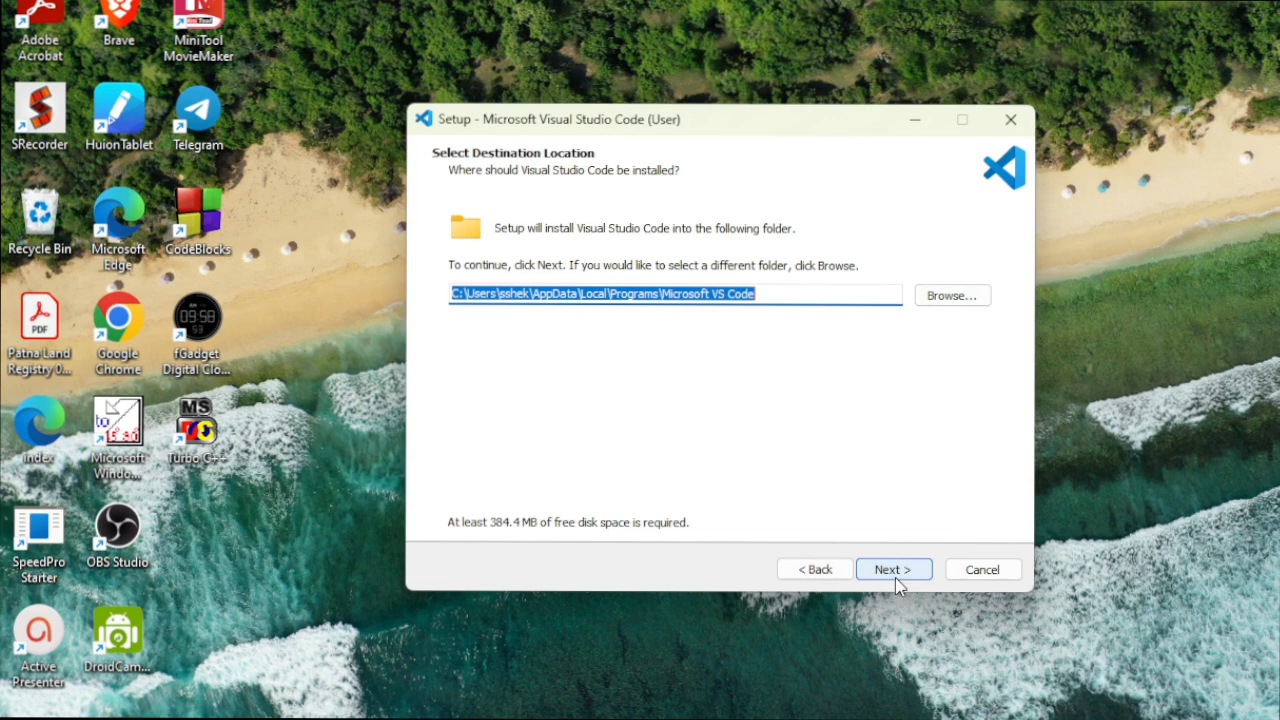 Adobe
Acrobat
Brave
MiniTool
MovieMaker
SRecorder
HuionTablet
Telegram
Recycle Bin
Microsoft
Edge
CodeBlocks
PDF
Patna Land
Registry 0...
Google
Chrome
09 58
fGadget
Digital Clo...
index
to
Microsoft
Windo...
MS
Turbo C++
SpeedPro
Starter
OBS Studio
Active
Presenter
DroidCam...
Setup - Microsoft Visual Studio Code (User)
Select Destination Location
Where should Visual Studio Code be installed?
Setup will install Visual Studio Code into the following folder.
To continue, click Next. If you would like to select a different folder, click Browse.
C:\Users\sshek\AppData\Local\Programs\Microsoft VS Code
Browse...
At least 384.4 MB of free disk space is required.
< Back
Next >
Cancel